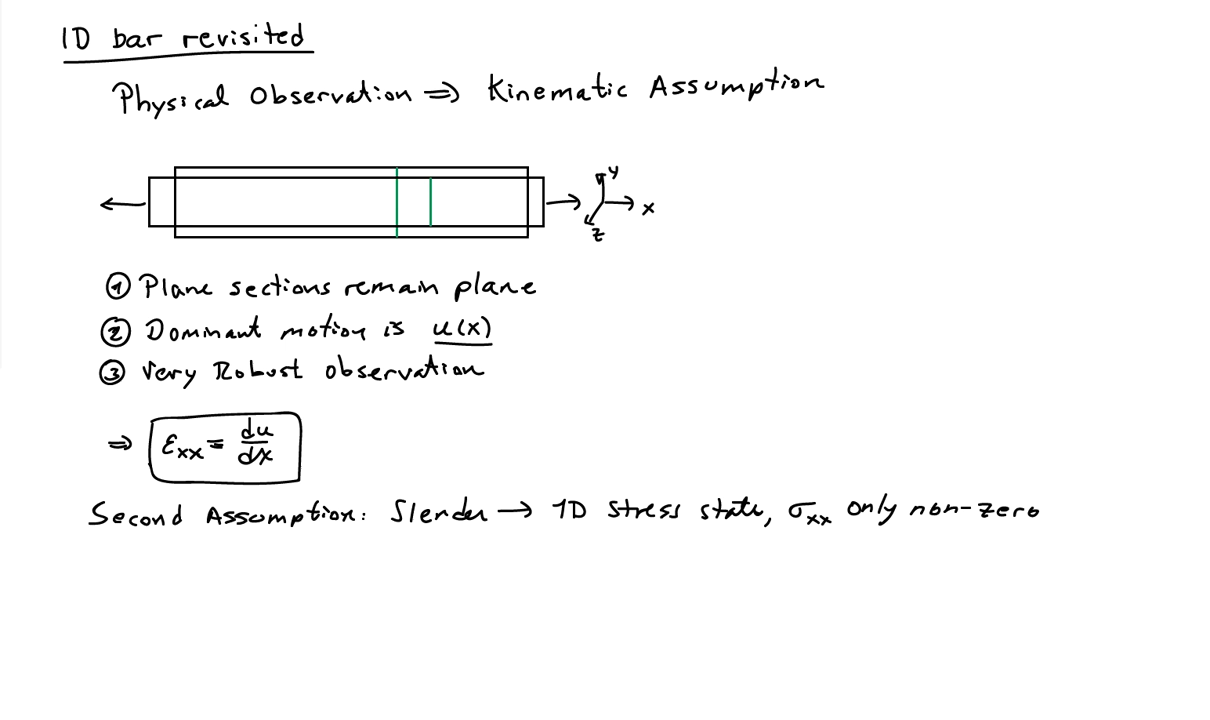 1D bar revisited
Physical Observation ⇒ Kinematic Assumption
y
x
z
① Plane sections remain plane
② Dominant motion is u(x)
③ Very Robust observation
⇒ εxx = du/dx
Second Assumption: Slender → 1D stress state, σxx only non-zero